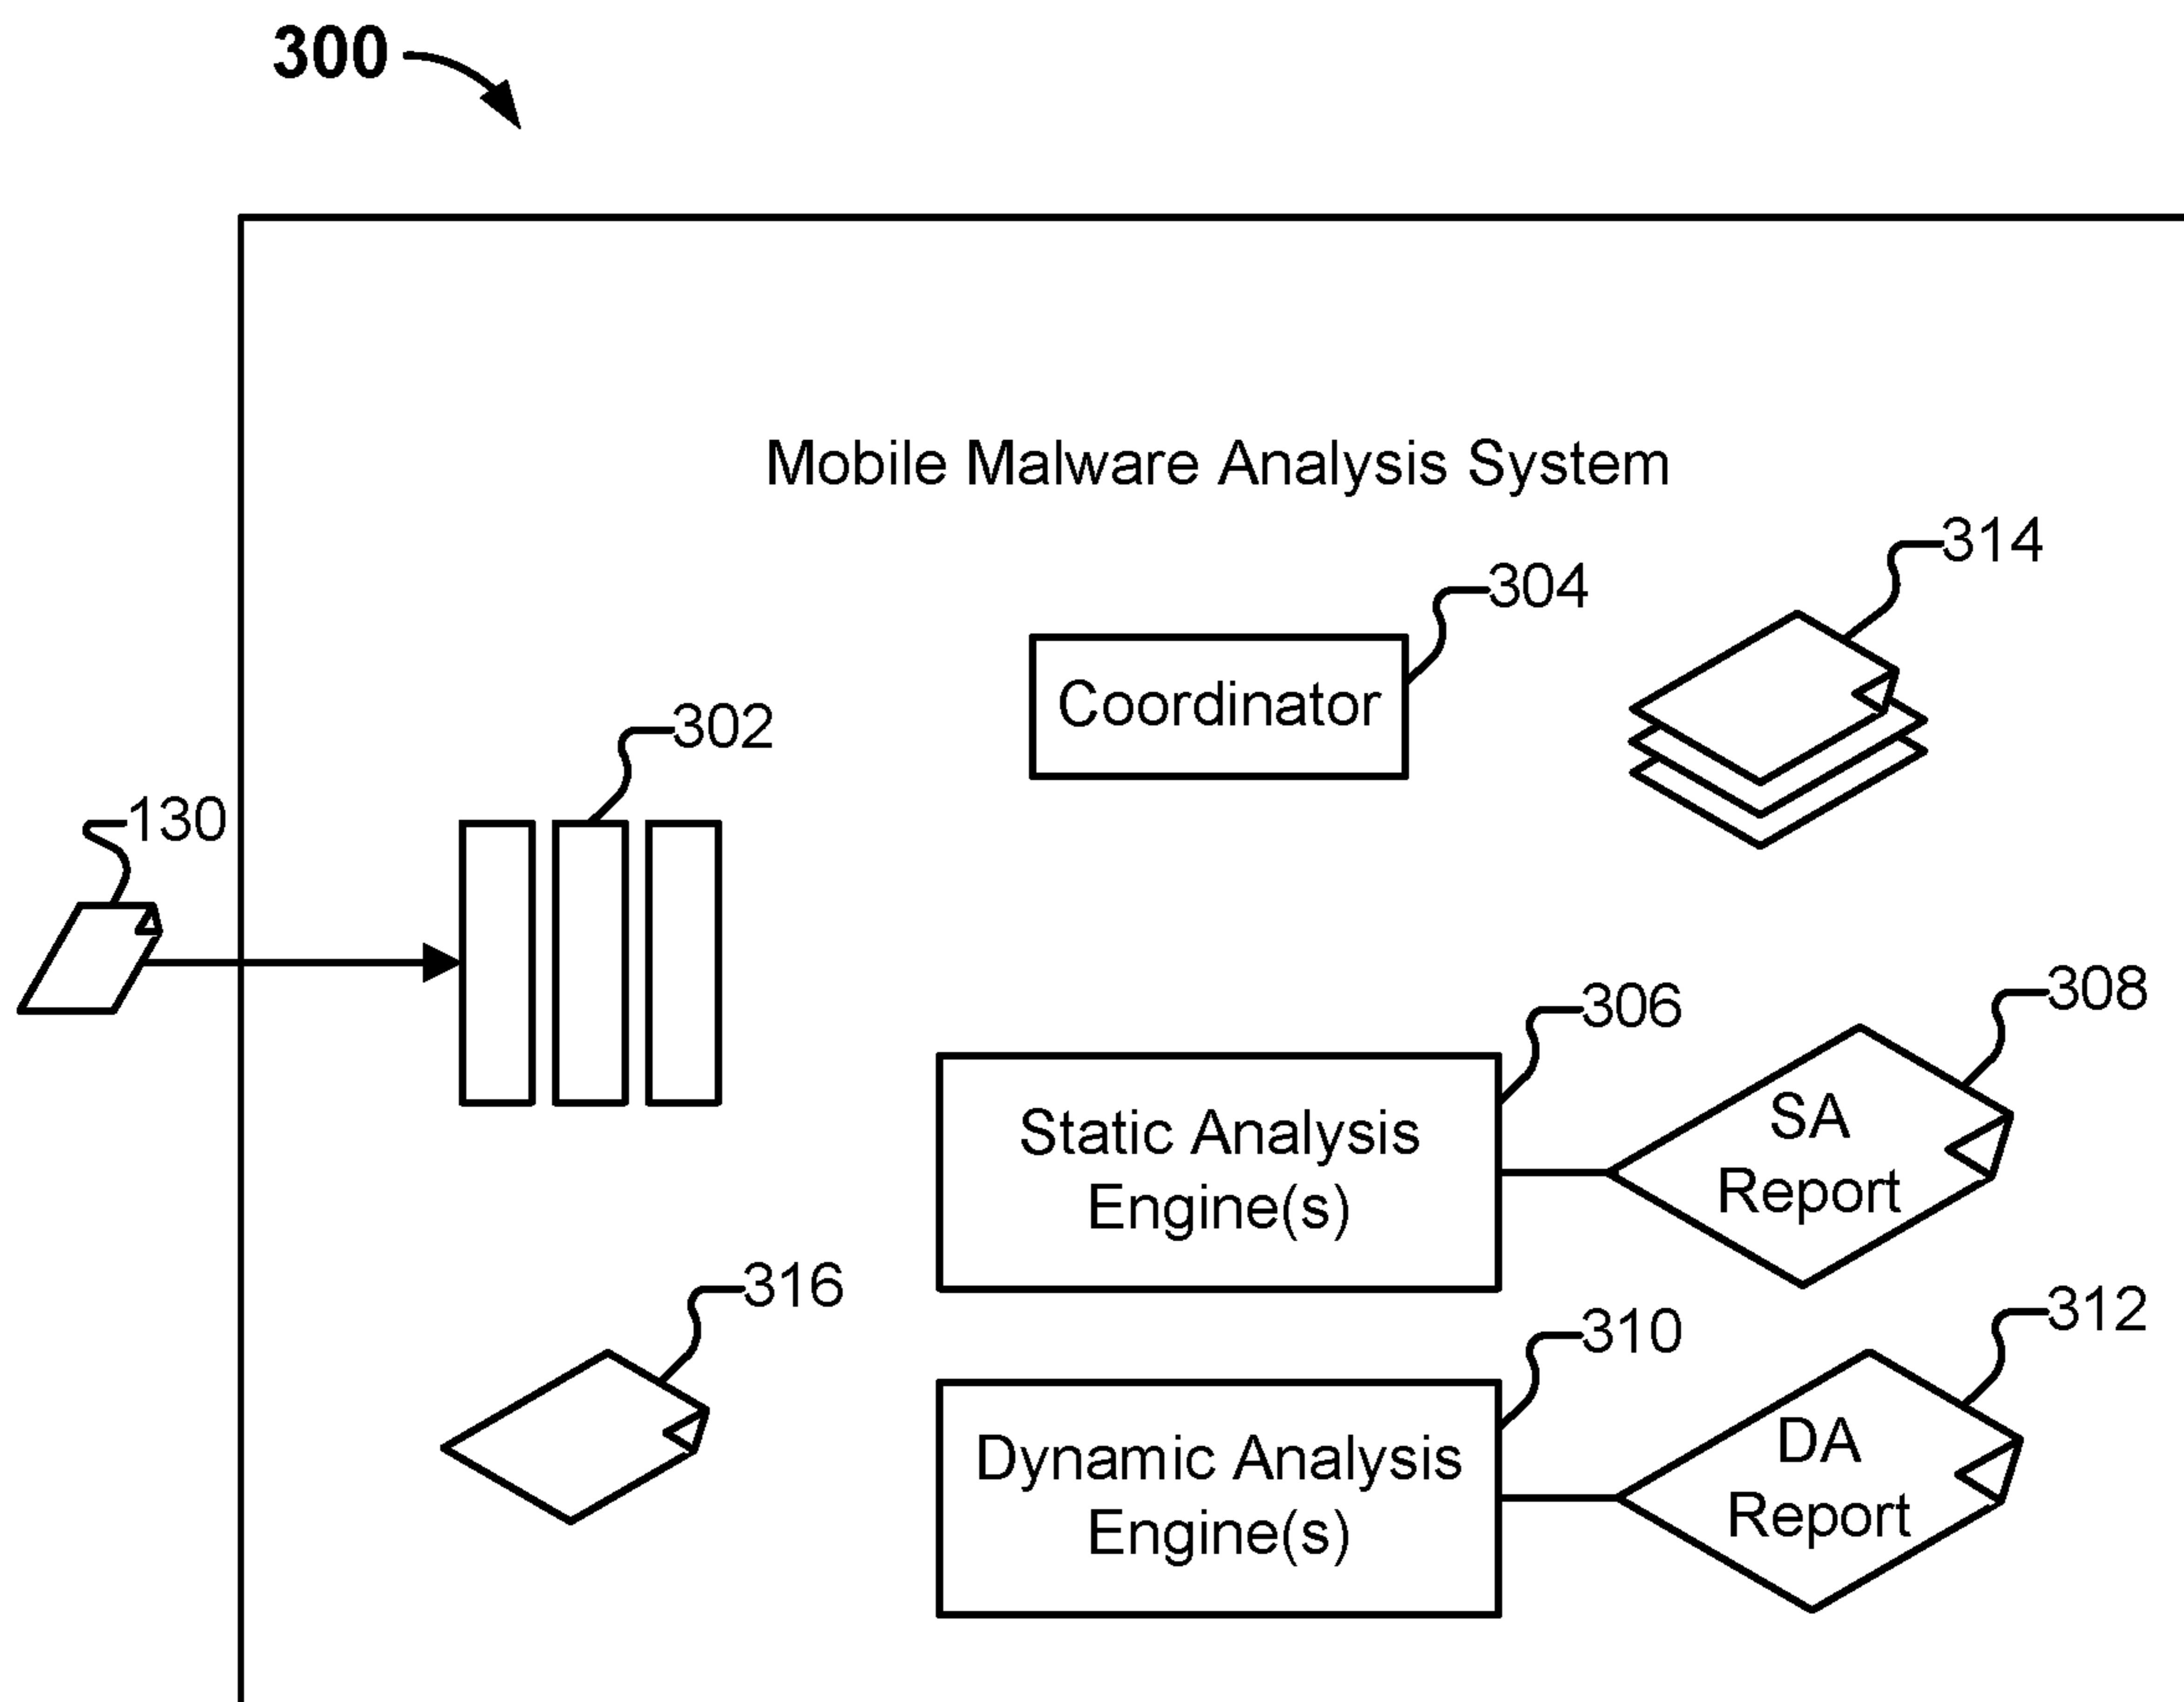 300
Mobile Malware Analysis System
314
304
Coordinator
302
130
306
308
Static Analysis
Engine(s)
SA
Report
316
310
312
Dynamic Analysis
Engine(s)
DA
Report